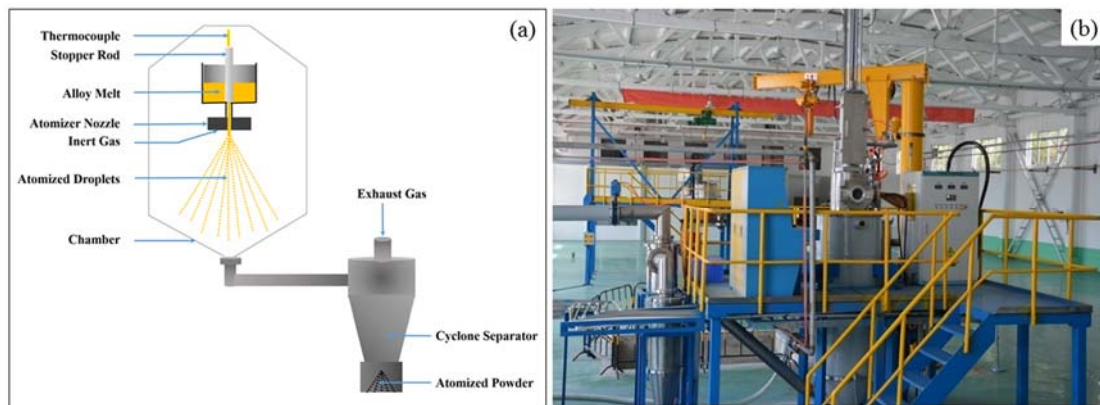 (a)
Thermocouple
Stopper Rod
Alloy Melt
Atomizer Nozzle
Inert Gas
Atomized Droplets
Chamber
Exhaust Gas
Cyclone Separator
Atomized Powder
(b)